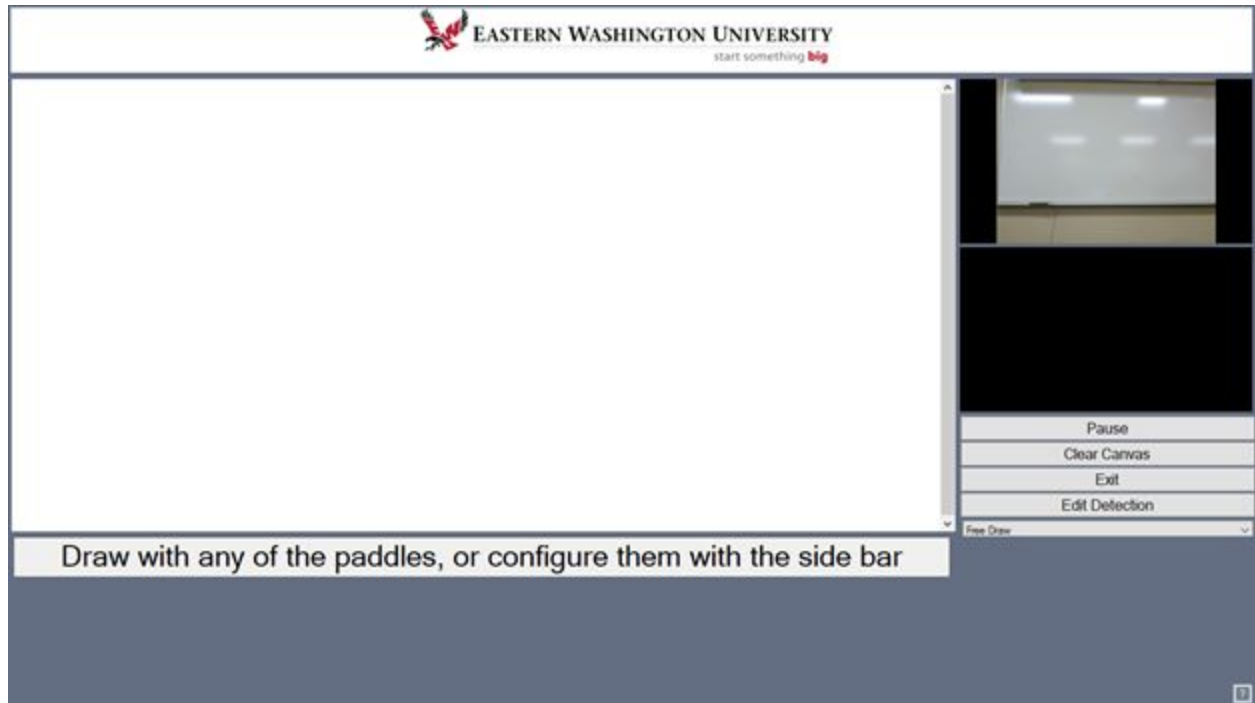 EASTERN WASHINGTON UNIVERSITY
start something big
Pause
Clear Canvas
Exit
Edit Detection
Free Draw
Draw with any of the paddles, or configure them with the side bar
?